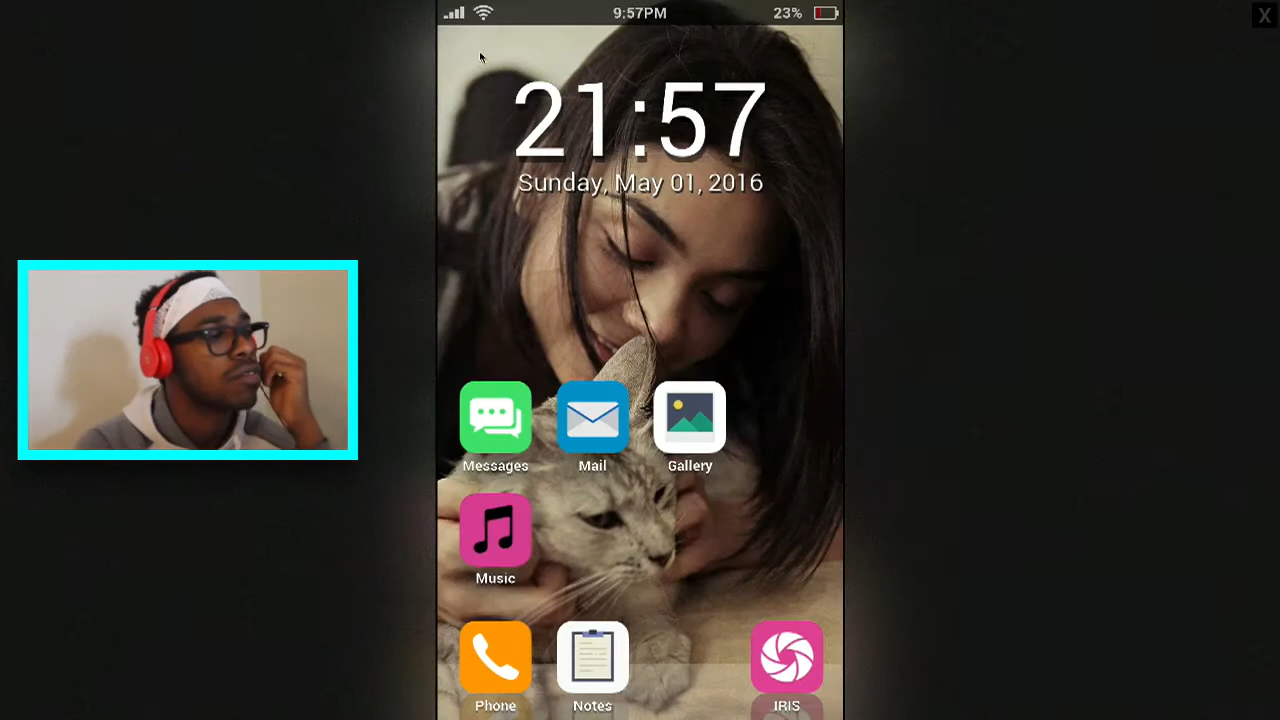 9:57PM
23%
X
21:57
Sunday, May 01, 2016
Messages
Mail
Gallery
Music
Phone
Notes
IRIS